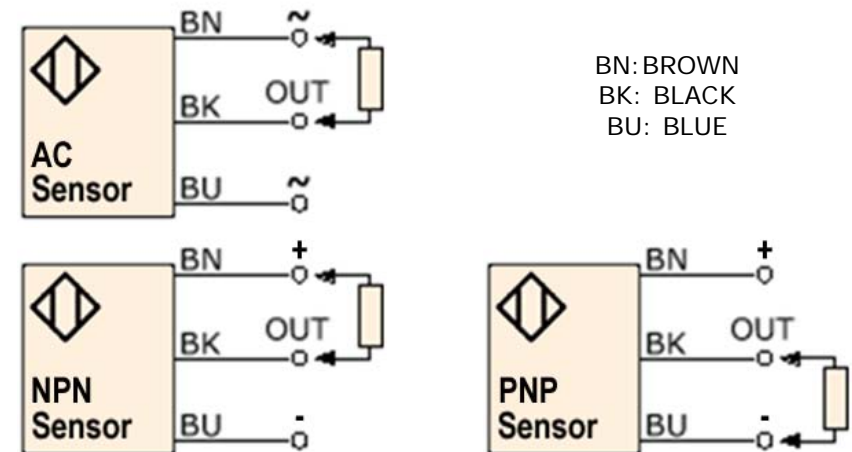 BN ~
BK OUT
AC
Sensor
BU ~
BN: BROWN
BK: BLACK
BU: BLUE
BN +
BK OUT
NPN
Sensor
BU -
BN +
BK OUT
PNP
Sensor
BU -